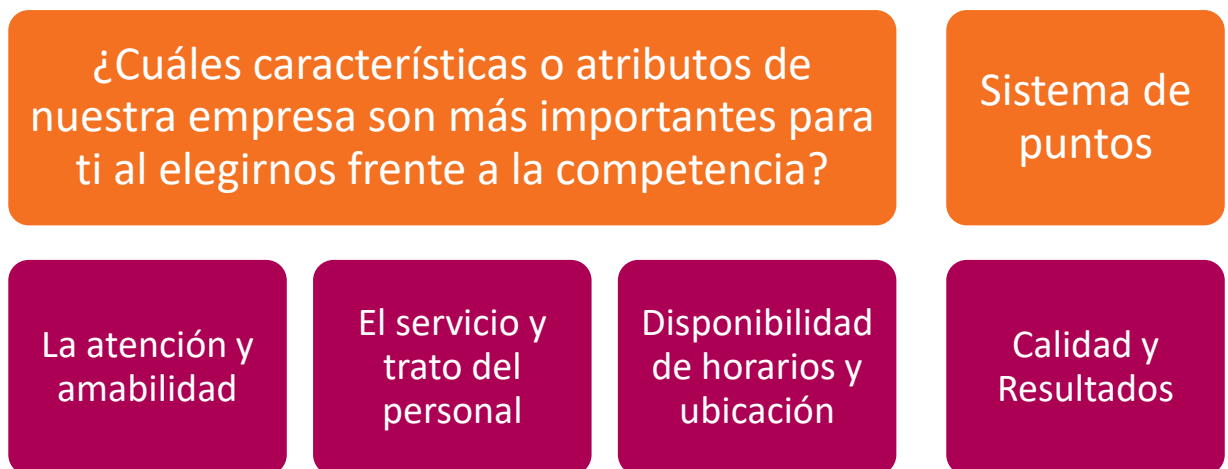 ¿Cuáles características o atributos de
nuestra empresa son más importantes para
ti al elegirnos frente a la competencia?
Sistema de
puntos
La atención y
amabilidad
El servicio y
trato del
personal
Disponibilidad
de horarios y
ubicación
Calidad y
Resultados